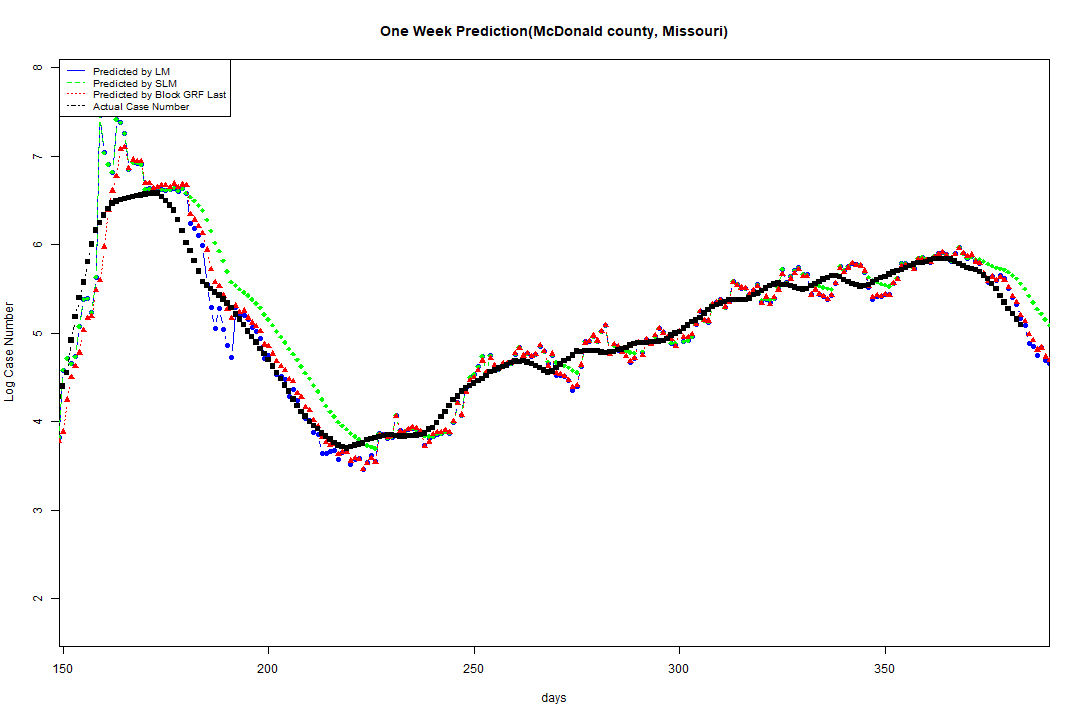 One Week Prediction(McDonald county, Missouri)
Predicted by LM
Predicted by SLM
Predicted by Block GRF Last
Actual Case Number
8
7
6
5
4
3
2
Log Case Number
150 200 250 300 350
days